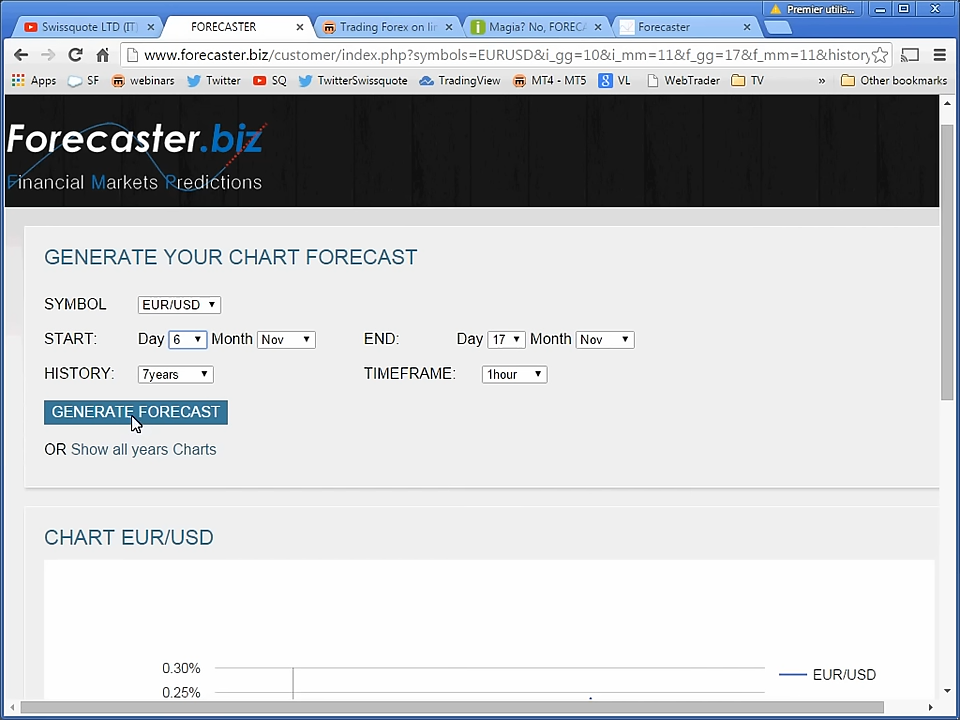 Premier utilis...
Swissquote LTD (IT
FORECASTER
Trading Forex on lin
Magia? No, FORECA
Forecaster
www.forecaster.biz/customer/index.php?symbols=EURUSD&i_gg=10&i_mm=11&f_gg=17&f_mm=11&history
Apps SF webinars Twitter SQ TwitterSwissquote TradingView MT4 - MT5 VL WebTrader TV » Other bookmarks
Forecaster.biz
Financial Markets Predictions
GENERATE YOUR CHART FORECAST
SYMBOL EUR/USD
START: Day 6 Month Nov END: Day 17 Month Nov
HISTORY: 7years TIMEFRAME: 1hour
GENERATE FORECAST
OR Show all years Charts
CHART EUR/USD
0.30%
EUR/USD
0.25%